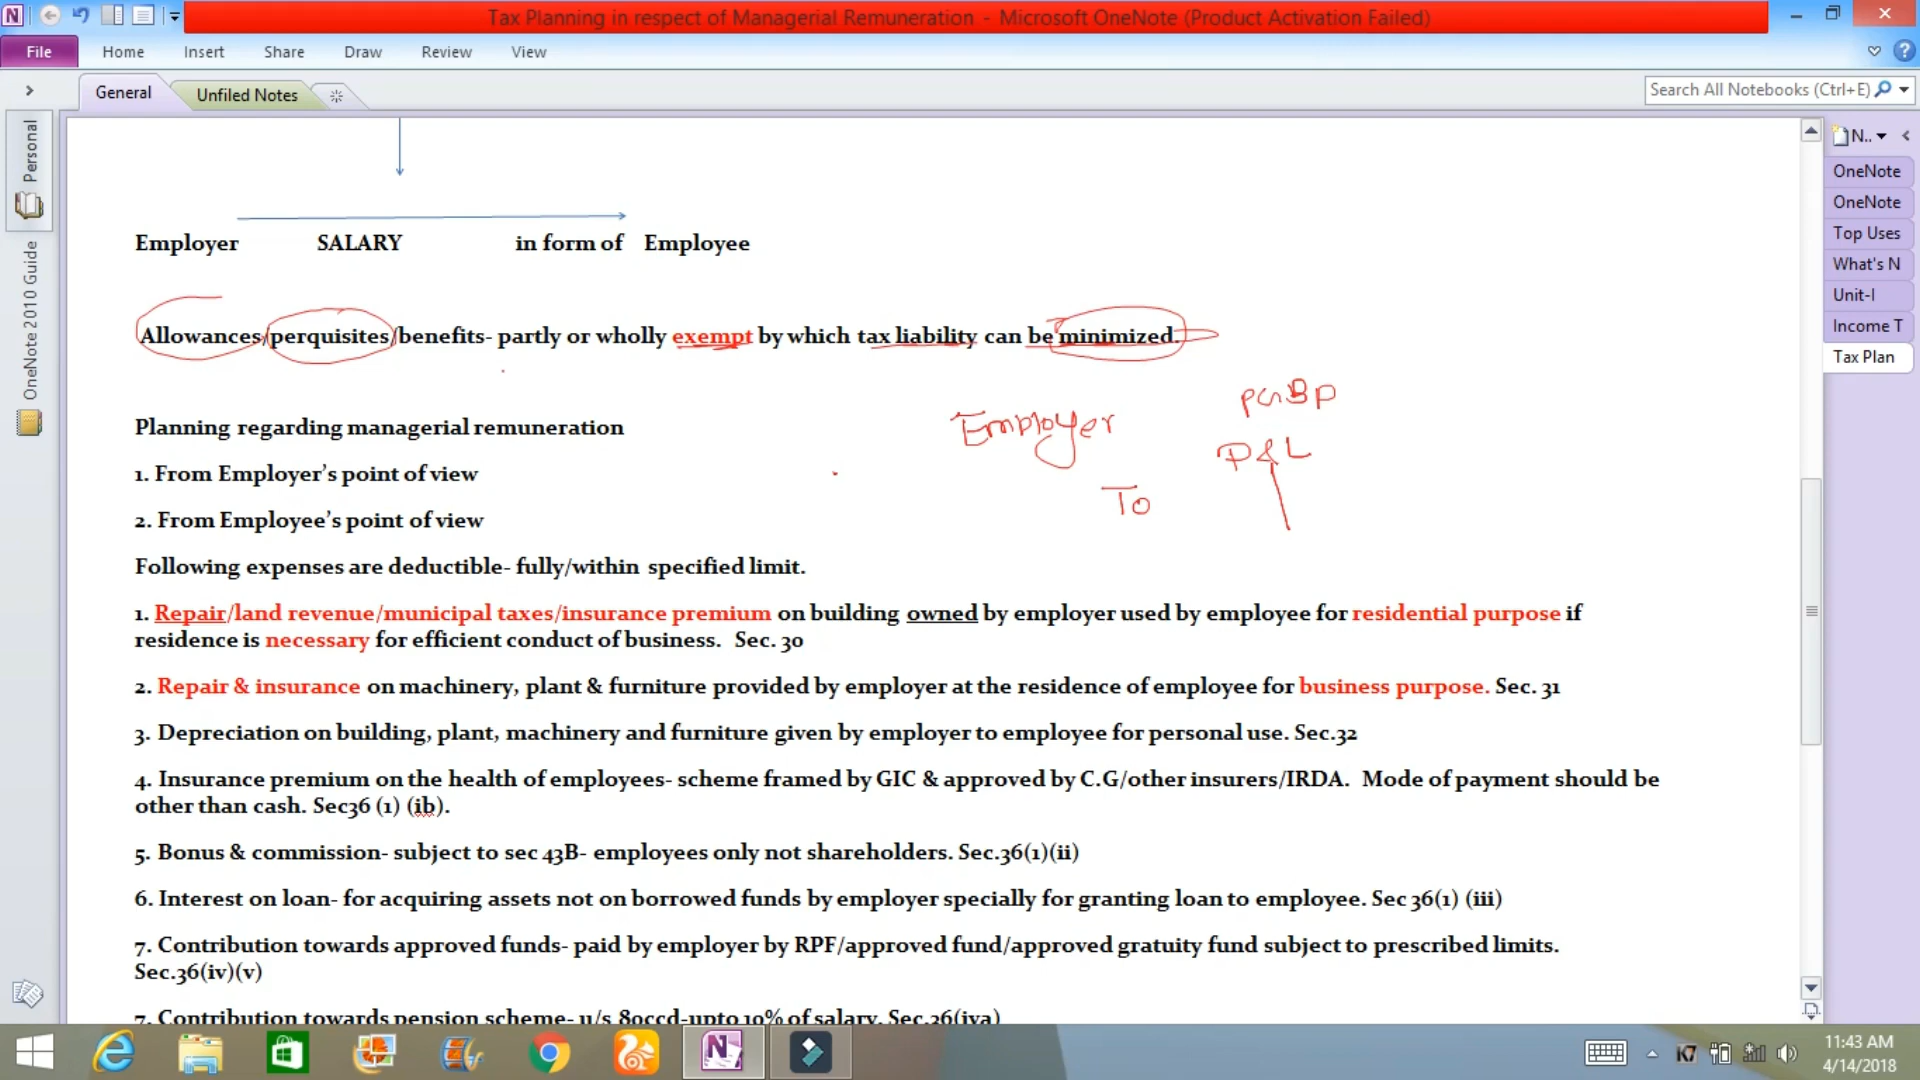 Tax Planning in respect of Managerial Remuneration - Microsoft OneNote (Product Activation Failed)
File Home Insert Share Draw Review View
General Unfiled Notes
Search All Notebooks (Ctrl+E)
Personal
OneNote 2010 Guide
N..
OneNote
OneNote
Top Uses
What's N
Unit-I
Income T
Tax Plan
Employer SALARY in form of Employee
Allowances/perquisites/benefits- partly or wholly exempt by which tax liability can be minimized.
PGBP
Employer
P&L
To
Planning regarding managerial remuneration
1. From Employer's point of view
2. From Employee's point of view
Following expenses are deductible- fully/within specified limit.
1. Repair/land revenue/municipal taxes/insurance premium on building owned by employer used by employee for residential purpose if
residence is necessary for efficient conduct of business. Sec. 30
2. Repair & insurance on machinery, plant & furniture provided by employer at the residence of employee for business purpose. Sec. 31
3. Depreciation on building, plant, machinery and furniture given by employer to employee for personal use. Sec.32
4. Insurance premium on the health of employees- scheme framed by GIC & approved by C.G/other insurers/IRDA. Mode of payment should be
other than cash. Sec36 (1) (ib).
5. Bonus & commission- subject to sec 43B- employees only not shareholders. Sec.36(1)(ii)
6. Interest on loan- for acquiring assets not on borrowed funds by employer specially for granting loan to employee. Sec 36(1) (iii)
7. Contribution towards approved funds- paid by employer by RPF/approved fund/approved gratuity fund subject to prescribed limits.
Sec.36(iv)(v)
7. Contribution towards pension scheme- u/s 80ccd-upto 10% of salary. Sec.36(iva)
K7
11:43 AM
4/14/2018